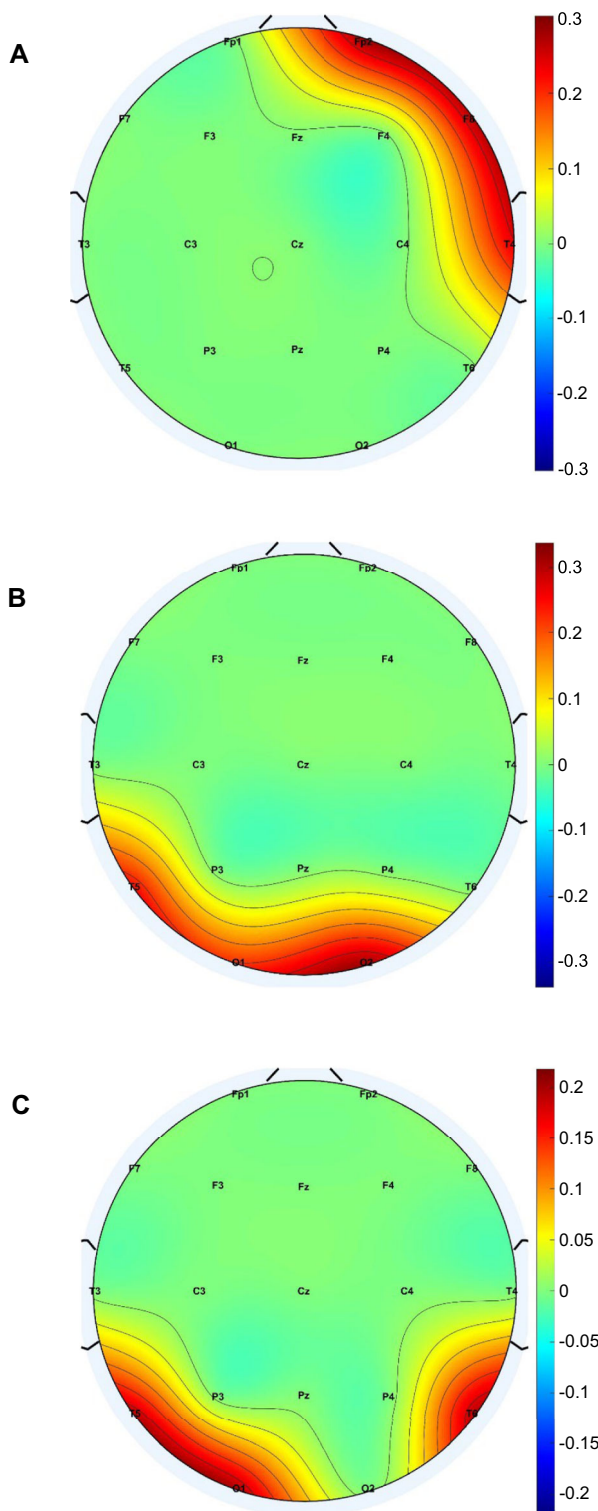 A
0.3
0.2
0.1
0
-0.1
-0.2
-0.3
Fp1 Fp2
F7 F3 Fz F4 F8
T3 C3 Cz C4 T4
T5 P3 Pz P4 T6
O1 O2
B
0.3
0.2
0.1
0
-0.1
-0.2
-0.3
Fp1 Fp2
F7 F3 Fz F4 F8
T3 C3 Cz C4 T4
T5 P3 Pz P4 T6
O1 O2
C
0.2
0.15
0.1
0.05
0
-0.05
-0.1
-0.15
-0.2
Fp1 Fp2
F7 F3 Fz F4 F8
T3 C3 Cz C4 T4
T5 P3 Pz P4 T6
O1 O2